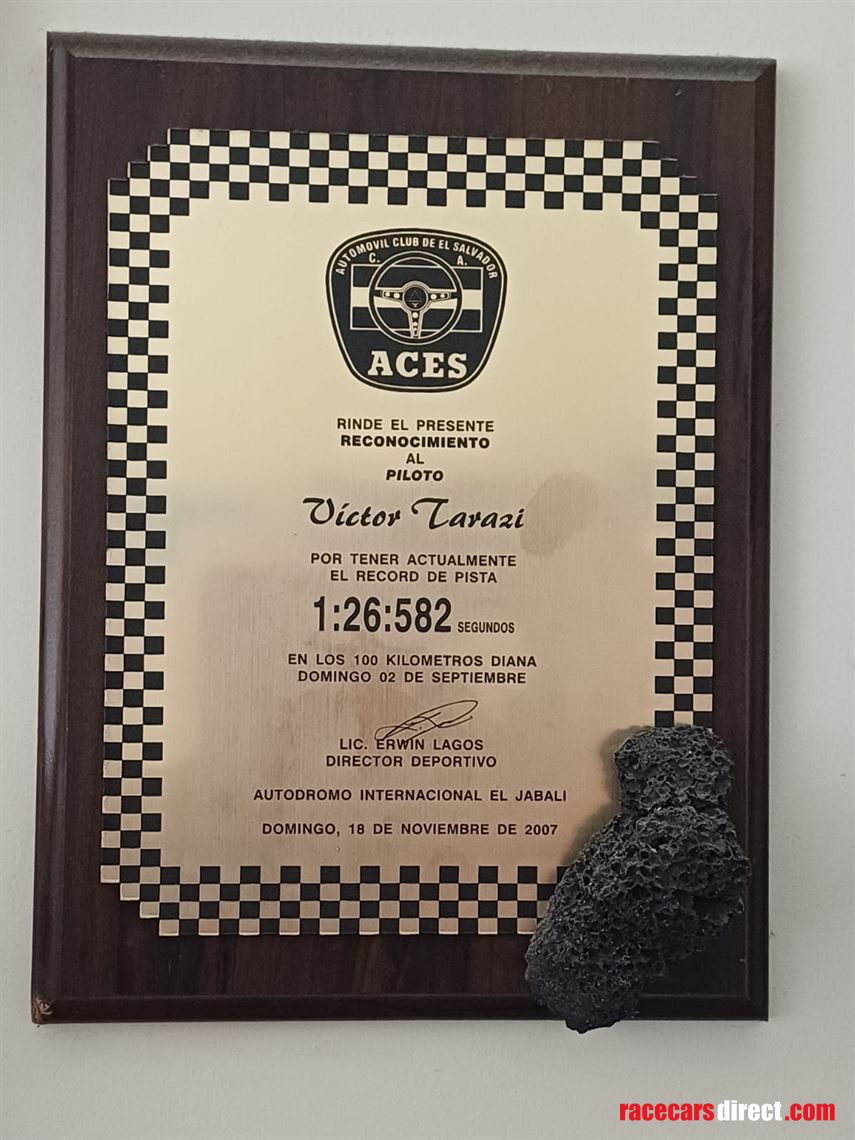 AUTOMOVIL CLUB DE EL SALVADOR
C. A.
ACES
RINDE EL PRESENTE
RECONOCIMIENTO
AL
PILOTO
Víctor Tarazi
POR TENER ACTUALMENTE
EL RECORD DE PISTA
1:26:582 SEGUNDOS
EN LOS 100 KILOMETROS DIANA
DOMINGO 02 DE SEPTIEMBRE
LIC. ERWIN LAGOS
DIRECTOR DEPORTIVO
AUTODROMO INTERNACIONAL EL JABALI
DOMINGO, 18 DE NOVIEMBRE DE 2007
racecarsdirect.com